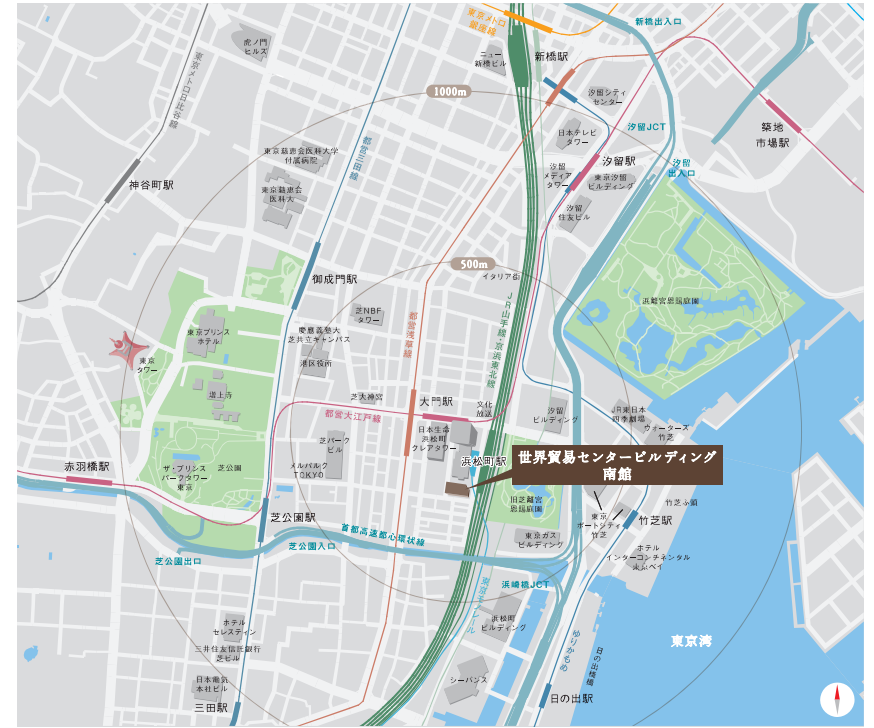 東京メトロ
銀座線
新橋出入口
虎ノ門
ヒルズ
ニュー
新橋ビル
新橋駅
東京メトロ日比谷線
1000m
汐留シティ
センター
汐留JCT
築地
市場駅
日本テレビ
タワー
都営三田線
東京慈恵会医科大学
付属病院
汐留駅
汐留
出入口
汐留
メディア
タワー
東京汐留
ビルディング
神谷町駅
東京慈恵会
医科大
汐留
住友ビル
500m
御成門駅
イタリア街
浜離宮恩賜庭園
JR山手線・京浜東北線
芝NBF
タワー
都営浅草線
東京プリンス
ホテル
慶應義塾大
芝共立キャンパス
港区役所
東京
タワー
増上寺
芝大神宮
大門駅
文化
放送
汐留
ビルディング
JR東日本
四季劇場
都営大江戸線
ウォーターズ
竹芝
日本生命
浜松町
クレアタワー
芝パーク
ビル
浜松町駅
世界貿易センタービルディング
南館
赤羽橋駅
ザ・プリンス
パークタワー
東京
芝公園
メルパルク
TOKYO
旧芝離宮
恩賜庭園
竹芝ふ頭
芝公園駅
東京
ポートシティ
竹芝
竹芝駅
首都高速都心環状線
東京ガス
ビルディング
芝公園入口
芝公園出口
ホテル
インターコンチネンタル
東京ベイ
浜崎橋JCT
東京モノレール
ホテル
セレスティン
浜松町
ビルディング
ゆりかもめ
東京湾
三井住友信託銀行
芝ビル
日の出桟橋
日本電気
本社ビル
シーバンス
三田駅
日の出駅